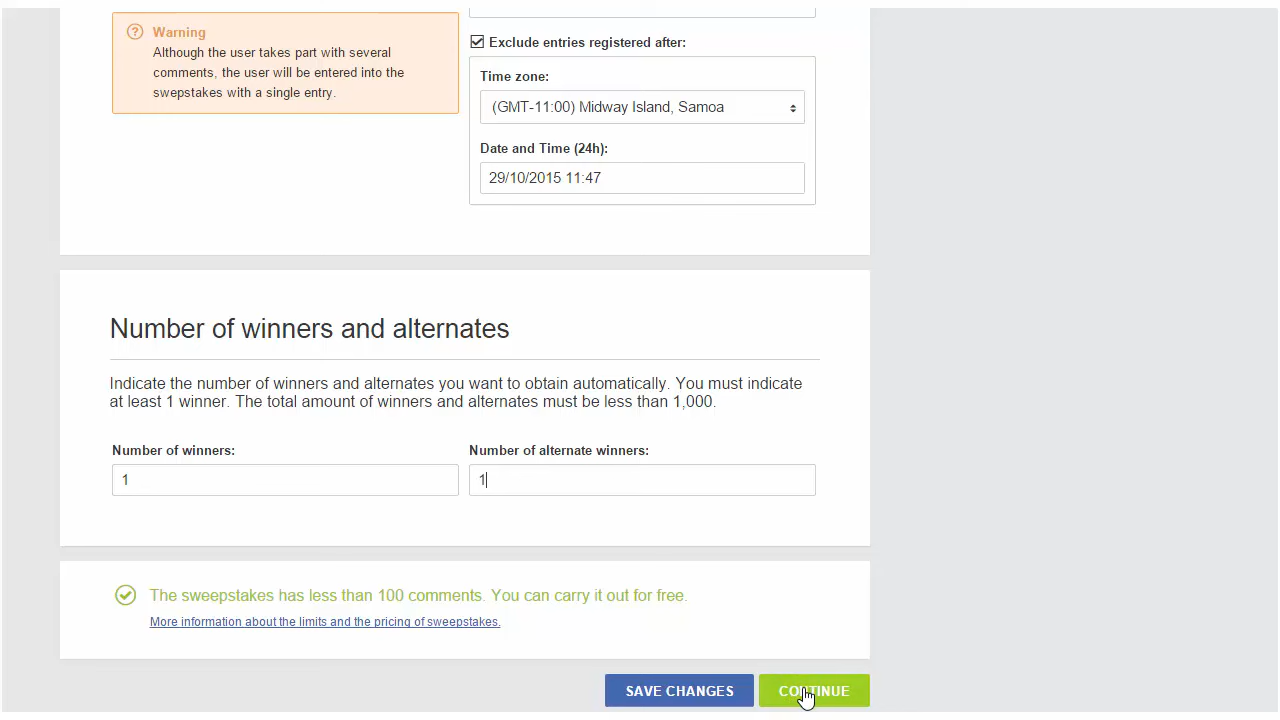 Warning
Although the user takes part with several
comments, the user will be entered into the
swepstakes with a single entry.
Exclude entries registered after:
Time zone:
(GMT-11:00) Midway Island, Samoa
Date and Time (24h):
29/10/2015 11:47
Number of winners and alternates
Indicate the number of winners and alternates you want to obtain automatically. You must indicate
at least 1 winner. The total amount of winners and alternates must be less than 1,000.
Number of winners:
1
Number of alternate winners:
1
The sweepstakes has less than 100 comments. You can carry it out for free.
More information about the limits and the pricing of sweepstakes.
SAVE CHANGES
CONTINUE